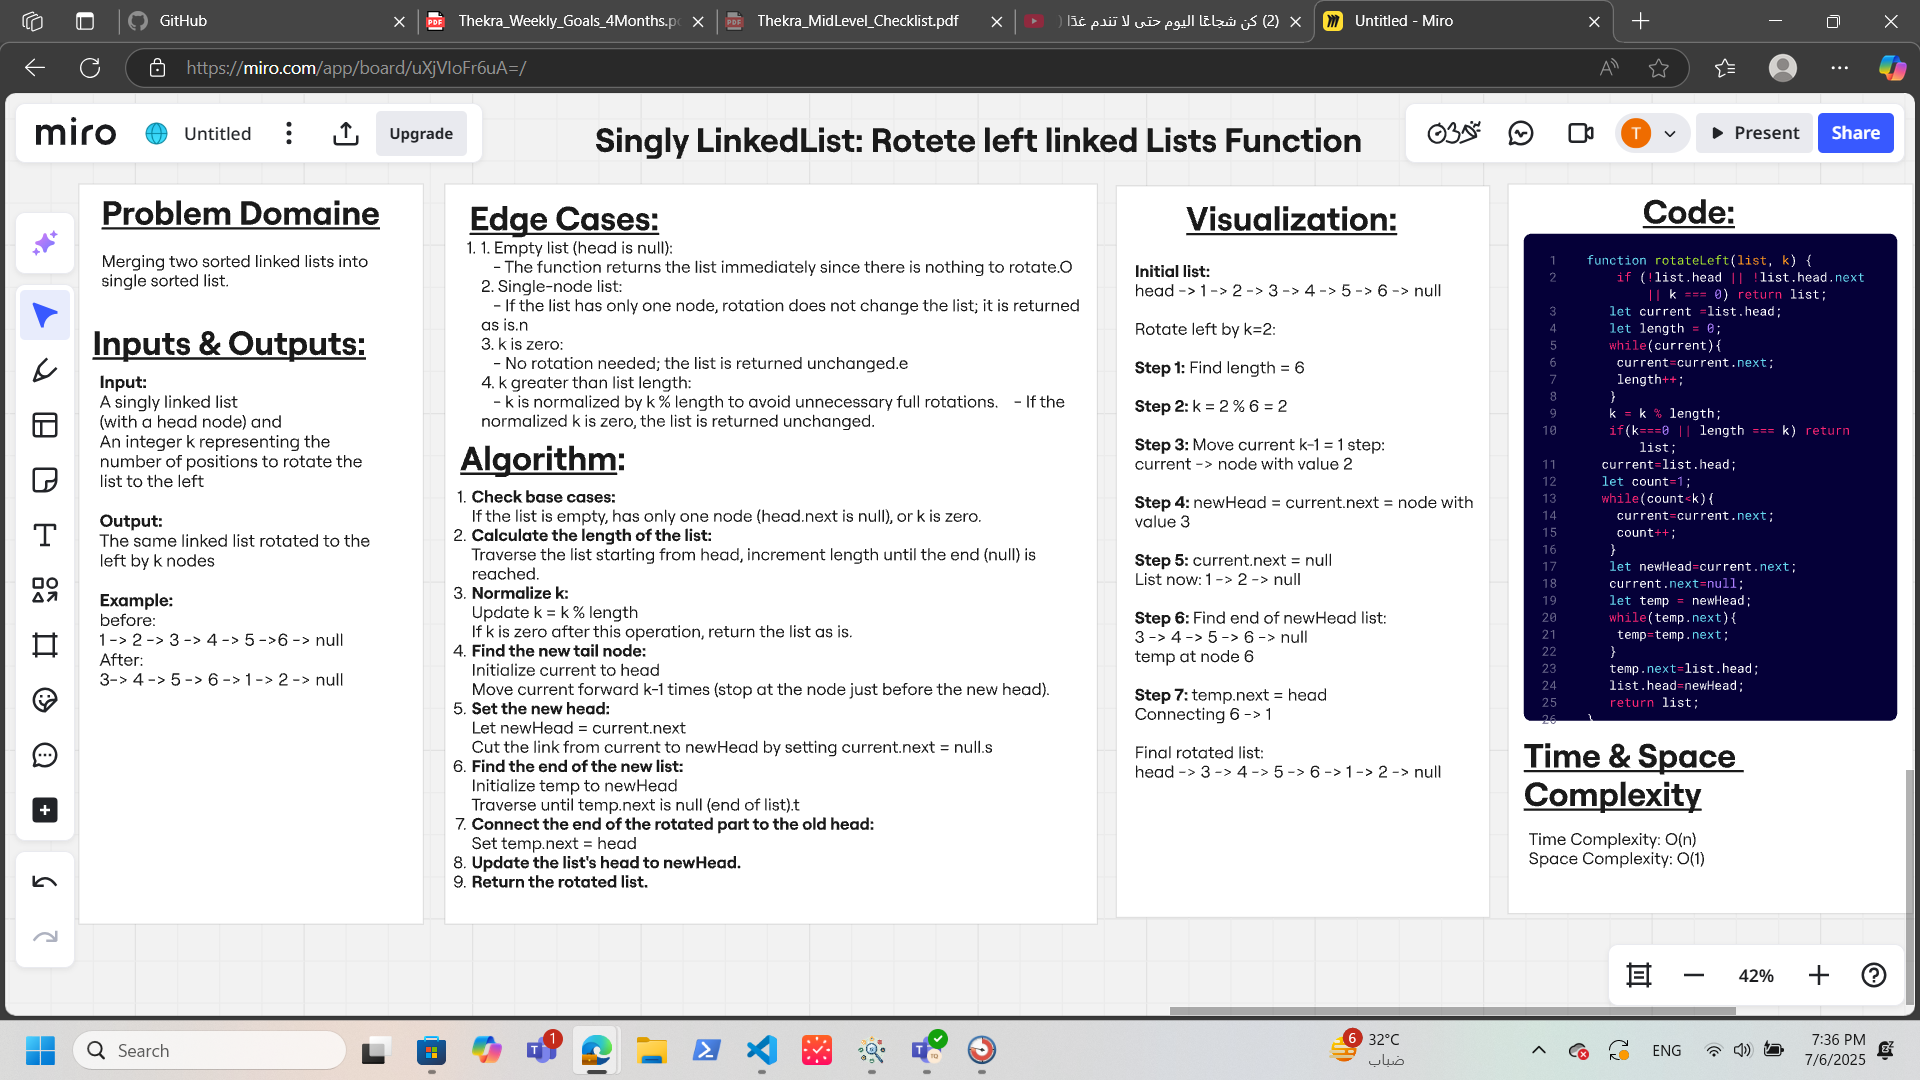 GitHub
Thekra_Weekly_Goals_4Months.p
Thekra_MidLevel_Checklist.pdf
(2) كن شجاعًا اليوم حتى لا تندم غدًا (
Untitled - Miro
https://miro.com/app/board/uXjVIoFr6uA=/
miro
Untitled
Upgrade
Singly LinkedList: Rotete left linked Lists Function
T
Present
Share
Problem Domaine
Merging two sorted linked lists into
single sorted list.
Inputs & Outputs:
Input:
A singly linked list
(with a head node) and
An integer k representing the
number of positions to rotate the
list to the left
Output:
The same linked list rotated to the
left by k nodes
Example:
before:
1 -> 2 -> 3 -> 4 -> 5 ->6 -> null
After:
3-> 4 -> 5 -> 6 -> 1 -> 2 -> null
Edge Cases:
1. 1. Empty list (head is null):
- The function returns the list immediately since there is nothing to rotate.O
2. Single-node list:
- If the list has only one node, rotation does not change the list; it is returned
as is.n
3. k is zero:
- No rotation needed; the list is returned unchanged.e
4. k greater than list length:
- k is normalized by k % length to avoid unnecessary full rotations. - If the
normalized k is zero, the list is returned unchanged.
Algorithm:
1. Check base cases:
If the list is empty, has only one node (head.next is null), or k is zero.
2. Calculate the length of the list:
Traverse the list starting from head, increment length until the end (null) is
reached.
3. Normalize k:
Update k = k % length
If k is zero after this operation, return the list as is.
4. Find the new tail node:
Initialize current to head
Move current forward k-1 times (stop at the node just before the new head).
5. Set the new head:
Let newHead = current.next
Cut the link from current to newHead by setting current.next = null.s
6. Find the end of the new list:
Initialize temp to newHead
Traverse until temp.next is null (end of list).t
7. Connect the end of the rotated part to the old head:
Set temp.next = head
8. Update the list's head to newHead.
9. Return the rotated list.
Visualization:
Initial list:
head -> 1 -> 2 -> 3 -> 4 -> 5 -> 6 -> null
Rotate left by k=2:
Step 1: Find length = 6
Step 2: k = 2 % 6 = 2
Step 3: Move current k-1 = 1 step:
current -> node with value 2
Step 4: newHead = current.next = node with
value 3
Step 5: current.next = null
List now: 1 -> 2 -> null
Step 6: Find end of newHead list:
3 -> 4 -> 5 -> 6 -> null
temp at node 6
Step 7: temp.next = head
Connecting 6 -> 1
Final rotated list:
head -> 3 -> 4 -> 5 -> 6 -> 1 -> 2 -> null
Code:
1 function rotateLeft(list, k) {
2 if (!list.head || !list.head.next
|| k === 0) return list;
3 let current =list.head;
4 let length = 0;
5 while(current){
6 current=current.next;
7 length++;
8 }
9 k = k % length;
10 if(k===0 || length === k) return
list;
11 current=list.head;
12 let count=1;
13 while(count<k){
14 current=current.next;
15 count++;
16 }
17 let newHead=current.next;
18 current.next=null;
19 let temp = newHead;
20 while(temp.next){
21 temp=temp.next;
22 }
23 temp.next=list.head;
24 list.head=newHead;
25 return list;
26 }
Time & Space
Complexity
Time Complexity: O(n)
Space Complexity: O(1)
42%
Search
1
6
32°C
ضباب
ENG
7:36 PM
7/6/2025